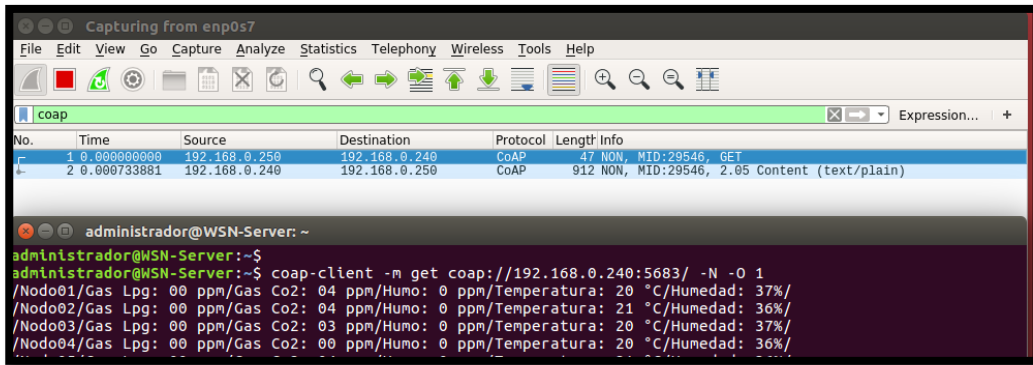 Capturing from enp0s7
File Edit View Go Capture Analyze Statistics Telephony Wireless Tools Help
coap Expression... +
No. Time Source Destination Protocol Length Info
1 0.000000000 192.168.0.250 192.168.0.240 CoAP 47 NON, MID:29546, GET
2 0.000733881 192.168.0.240 192.168.0.250 CoAP 912 NON, MID:29546, 2.05 Content (text/plain)
administrador@WSN-Server: ~
administrador@WSN-Server:~$
administrador@WSN-Server:~$ coap-client -m get coap://192.168.0.240:5683/ -N -O 1
/Nodo01/Gas Lpg: 00 ppm/Gas Co2: 04 ppm/Humo: 0 ppm/Temperatura: 20 °C/Humedad: 37%/
/Nodo02/Gas Lpg: 00 ppm/Gas Co2: 04 ppm/Humo: 0 ppm/Temperatura: 21 °C/Humedad: 36%/
/Nodo03/Gas Lpg: 00 ppm/Gas Co2: 03 ppm/Humo: 0 ppm/Temperatura: 20 °C/Humedad: 37%/
/Nodo04/Gas Lpg: 00 ppm/Gas Co2: 00 ppm/Humo: 0 ppm/Temperatura: 20 °C/Humedad: 36%/